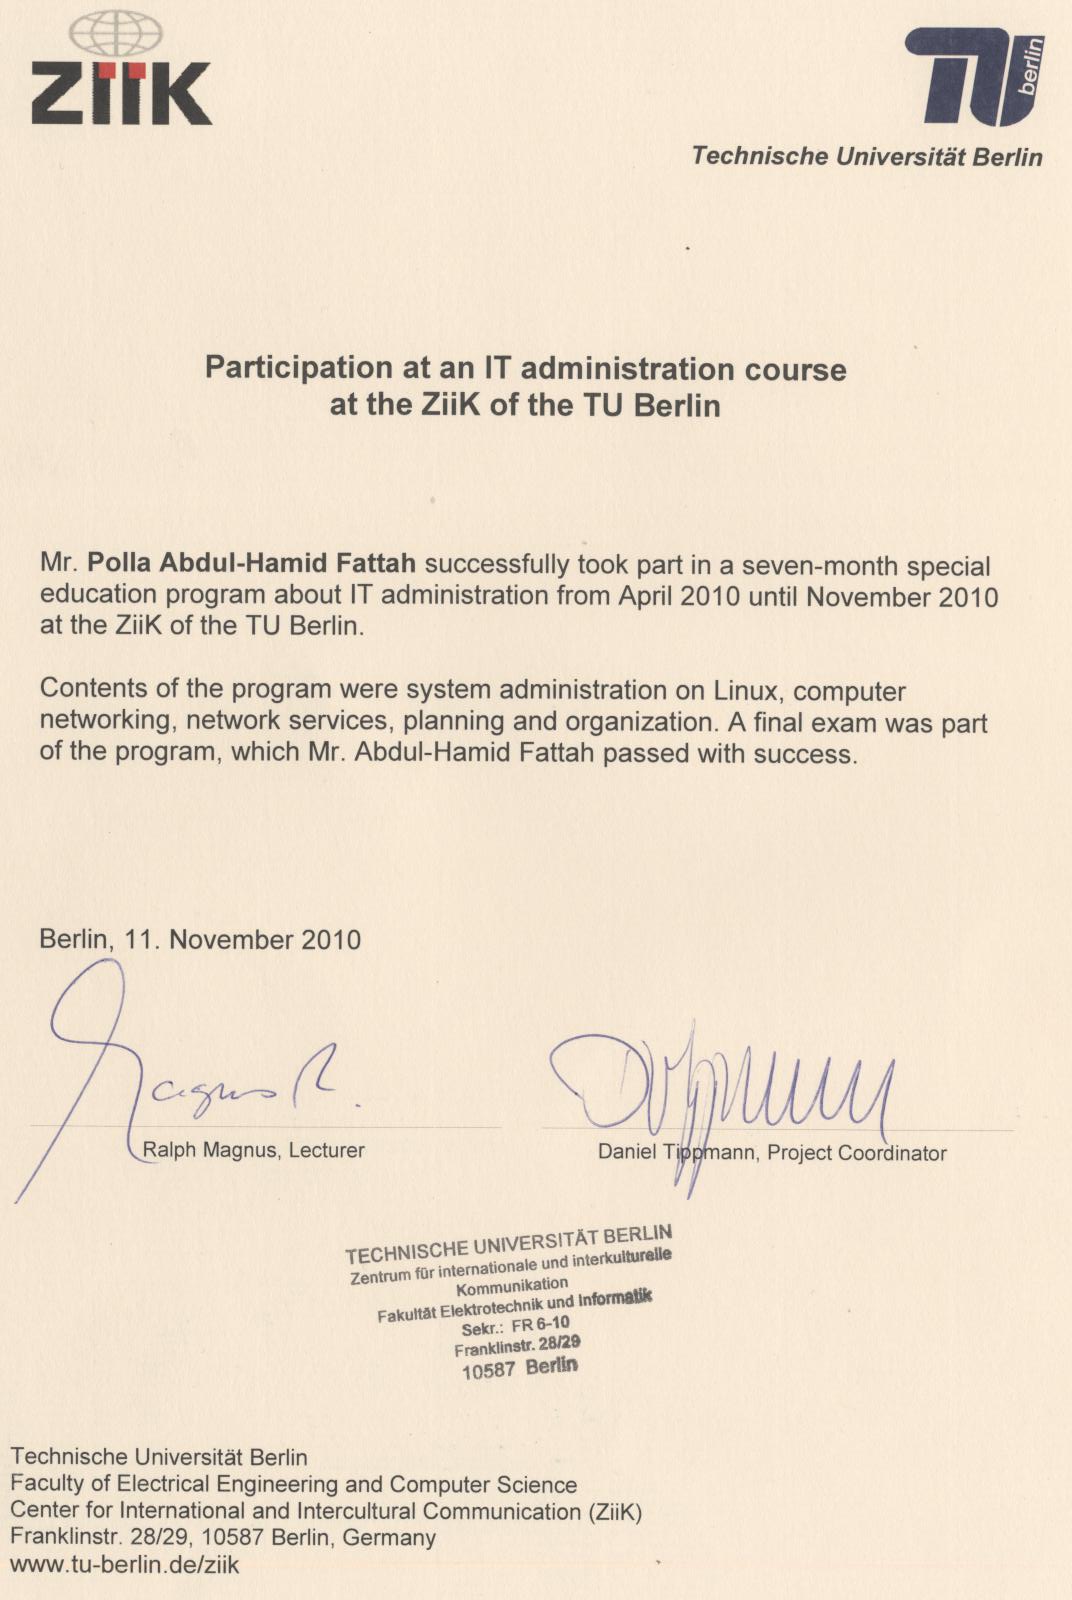 ZiiK
TU berlin
Technische Universität Berlin
Participation at an IT administration course
at the ZiiK of the TU Berlin
Mr. Polla Abdul-Hamid Fattah successfully took part in a seven-month special
education program about IT administration from April 2010 until November 2010
at the ZiiK of the TU Berlin.
Contents of the program were system administration on Linux, computer
networking, network services, planning and organization. A final exam was part
of the program, which Mr. Abdul-Hamid Fattah passed with success.
Berlin, 11. November 2010
Magnus R.
Ralph Magnus, Lecturer
Daniel Tippmann, Project Coordinator
TECHNISCHE UNIVERSITÄT BERLIN
Zentrum für internationale und interkulturelle
Kommunikation
Fakultät Elektrotechnik und Informatik
Sekr.: FR 6-10
Franklinstr. 28/29
10587 Berlin
Technische Universität Berlin
Faculty of Electrical Engineering and Computer Science
Center for International and Intercultural Communication (ZiiK)
Franklinstr. 28/29, 10587 Berlin, Germany
www.tu-berlin.de/ziik